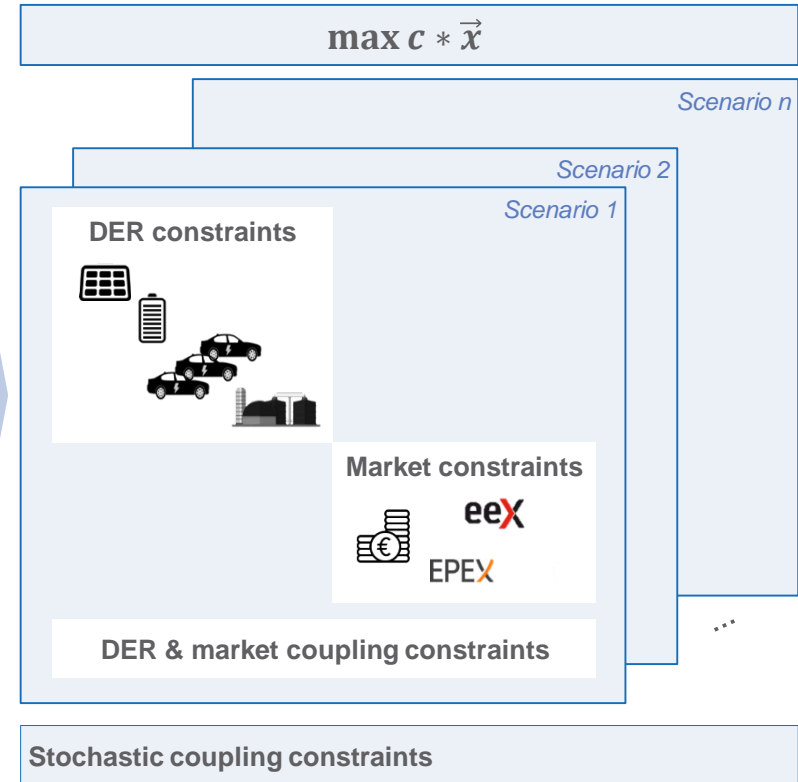 max c * x⃗
Scenario n
Scenario 2
Scenario 1
DER constraints
Market constraints
eex
€
EPEX
...
DER & market coupling constraints
Stochastic coupling constraints